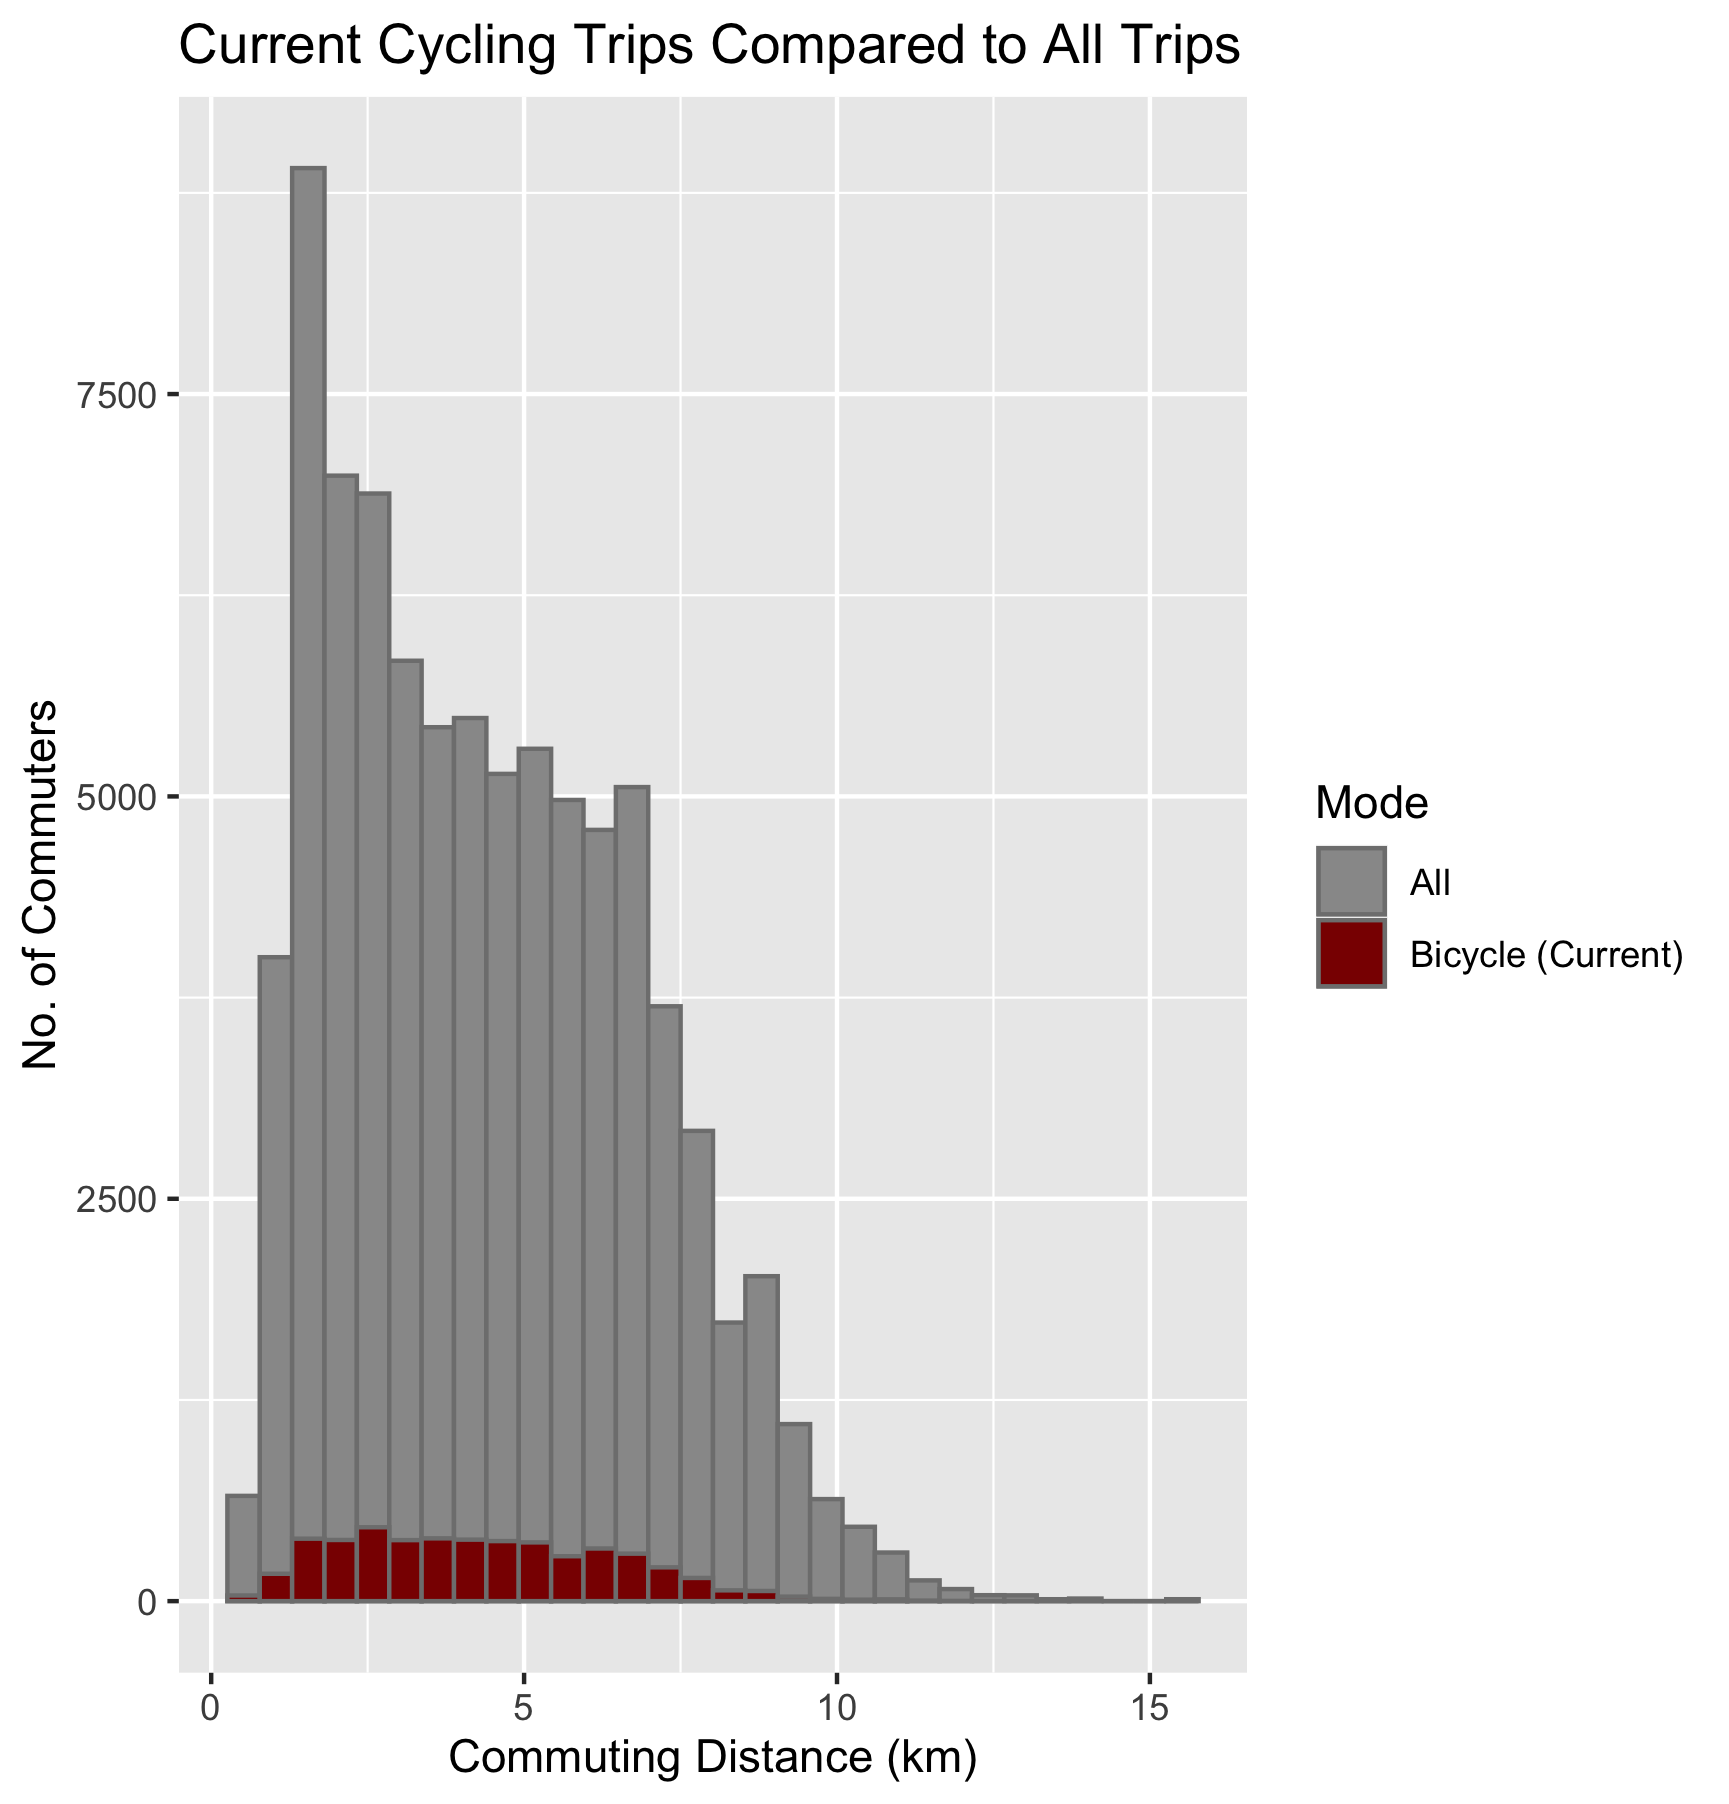 Current Cycling Trips Compared to All Trips
7500
5000
2500
0
No. of Commuters
0 5 10 15
Commuting Distance (km)
Mode
All
Bicycle (Current)